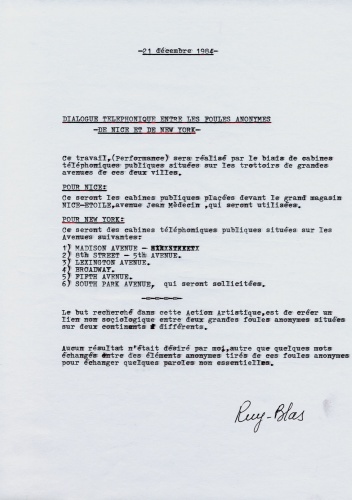 -21 décembre 1984-
DIALOGUE TELEPHONIQUE ENTRE LES FOULES ANONYMES
-DE NICE ET DE NEW YORK-
Ce travail,(Performance) sera réalisé par le biais de cabines
téléphoniques publiques situées sur les trottoirs de grandes
avenues de ces deux villes.
POUR NICE:
Ce seront les cabines publiques plaçées devant le grand magasin
NICE-ETOILE,avenue Jean Médecin ,qui seront utilisées.
POUR NEW YORK:
Ce seront des cabines téléphoniques publiques situées sur les
Avenues suivantes:
1) MADISON AVENUE -
2) 8th STREET - 5th AVENUE.
3) LEXINGTON AVENUE.
4) BROADWAY.
5) FIFTH AVENUE.
6) SOUTH PARK AVENUE, qui seront sollicitées.
Le but recherché dans cette Action Artistique,est de créer un
lien non sociologique entre deux grandes foules anonymes situées
sur deux continents différents.
Aucun résultat n'était désiré par moi,autre que quelques mots
échangés entre des éléments anonymes tirés de ces foules anonymes
pour échanger quelques paroles non essentielles.
Ruy-Blas